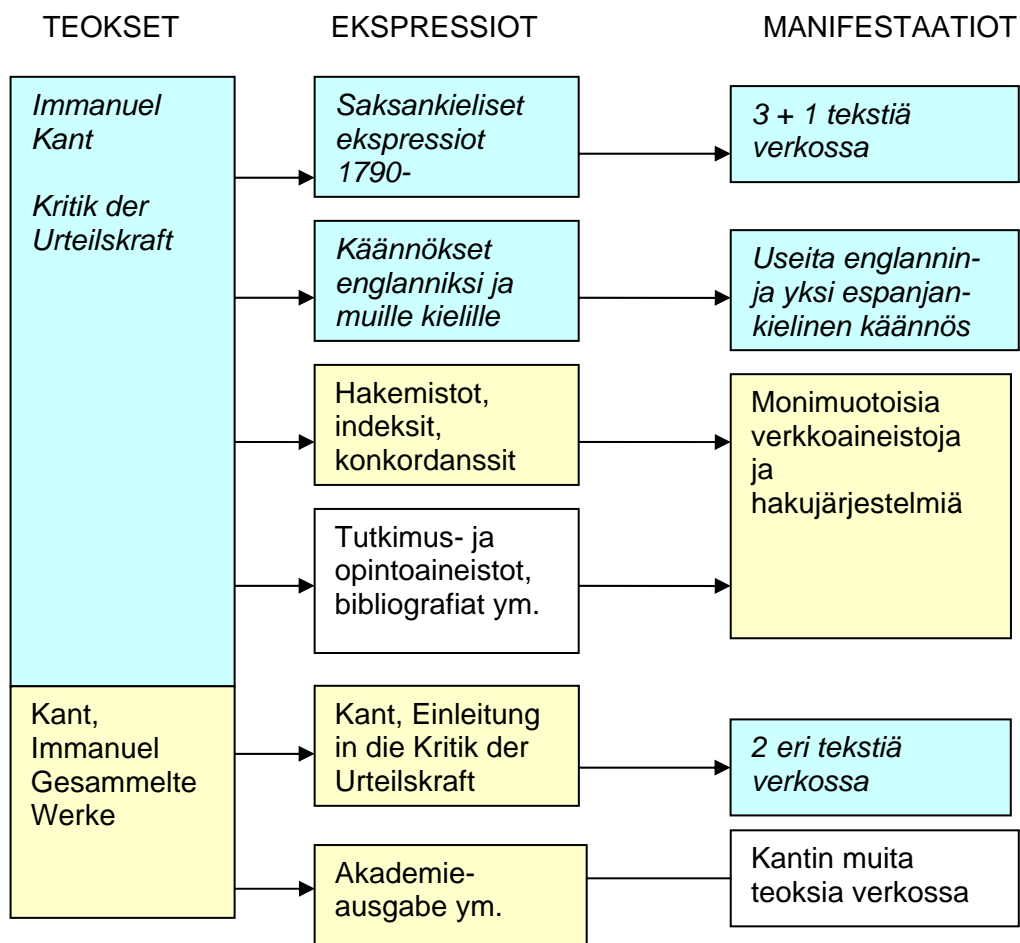 TEOKSET
EKSPRESSIOT
MANIFESTAATIOT
Immanuel
Kant
Kritik der
Urteilskraft
Saksankieliset
ekspressiot
1790-
3 + 1 tekstiä
verkossa
Käännökset
englanniksi ja
muille kielille
Useita englannin-
ja yksi espanjan-
kielinen käännös
Hakemistot,
indeksit,
konkordanssit
Monimuotoisia
verkkoaineistoja
ja
hakujärjestelmiä
Tutkimus- ja
opintoaineistot,
bibliografiat ym.
Kant,
Immanuel
Gesammelte
Werke
Kant, Einleitung
in die Kritik der
Urteilskraft
2 eri tekstiä
verkossa
Akademie-
ausgabe ym.
Kantin muita
teoksia verkossa